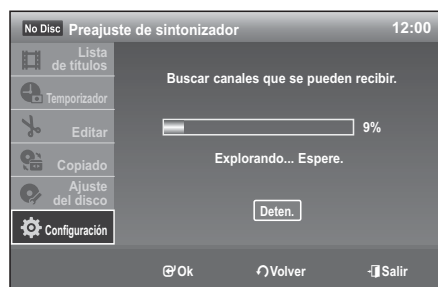 No Disc Preajuste de sintonizador 12:00
Lista
de titulos
Temporizador
Editar
Copiado
Ajuste
del disco
Configuración
Buscar canales que se pueden recibir.
9%
Explorando... Espere.
Deten.
Ok Volver Salir